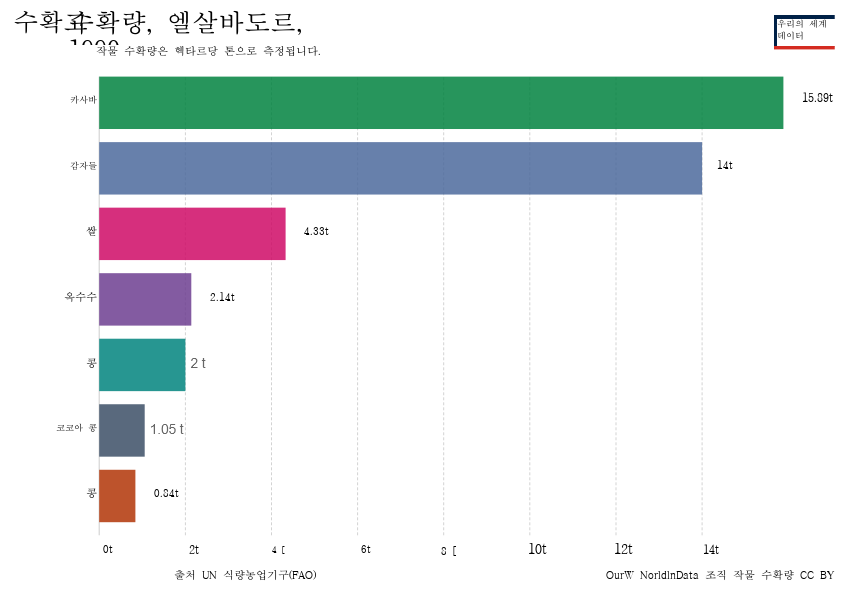 수확량, 엘살바도르,
우리의 세계
데이터
작물 수확량은 헥타르당 톤으로 측정됩니다.
카사바 15.89t
감자들 14t
쌀 4.33t
옥수수 2.14t
콩 2 t
코코아 콩 1.05 t
콩 0.84t
0t 2t 4 [ 6t 8 [ 10t 12t 14t
출처 UN 식량농업기구(FAO)
OurW NorldInData 조직 작물 수확량 CC BY